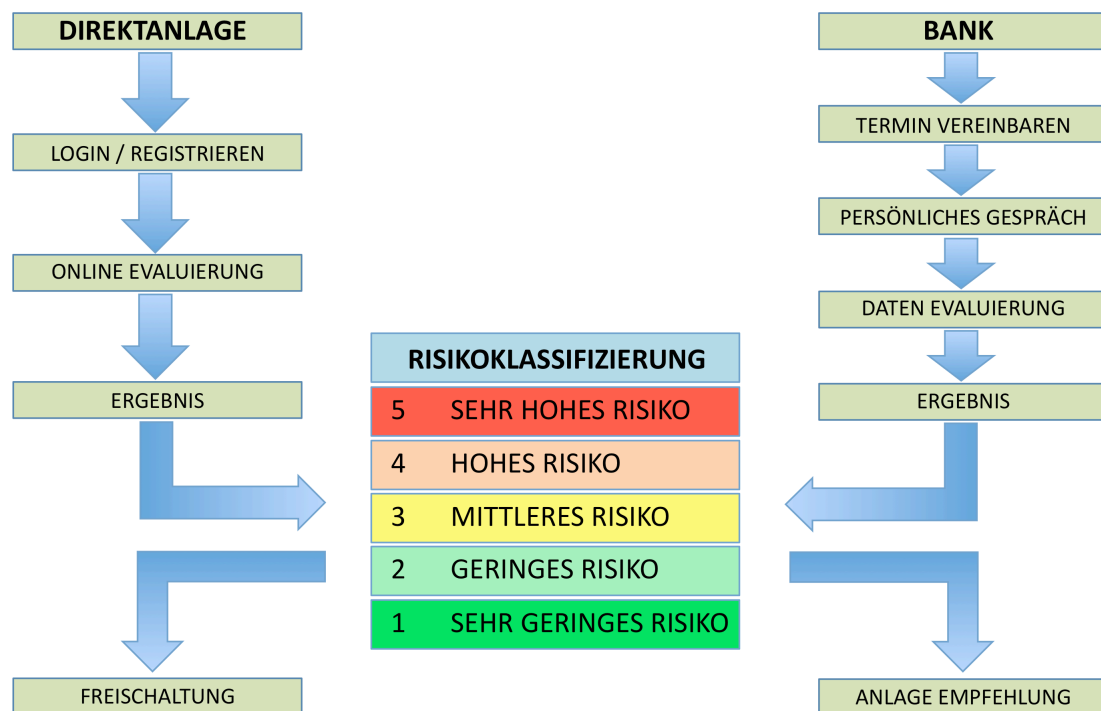 DIREKTANLAGE
LOGIN / REGISTRIEREN
ONLINE EVALUIERUNG
ERGEBNIS
FREISCHALTUNG
RISIKOKLASSIFIZIERUNG
5 SEHR HOHES RISIKO
4 HOHES RISIKO
3 MITTLERES RISIKO
2 GERINGES RISIKO
1 SEHR GERINGES RISIKO
BANK
TERMIN VEREINBAREN
PERSÖNLICHES GESPRÄCH
DATEN EVALUIERUNG
ERGEBNIS
ANLAGE EMPFEHLUNG